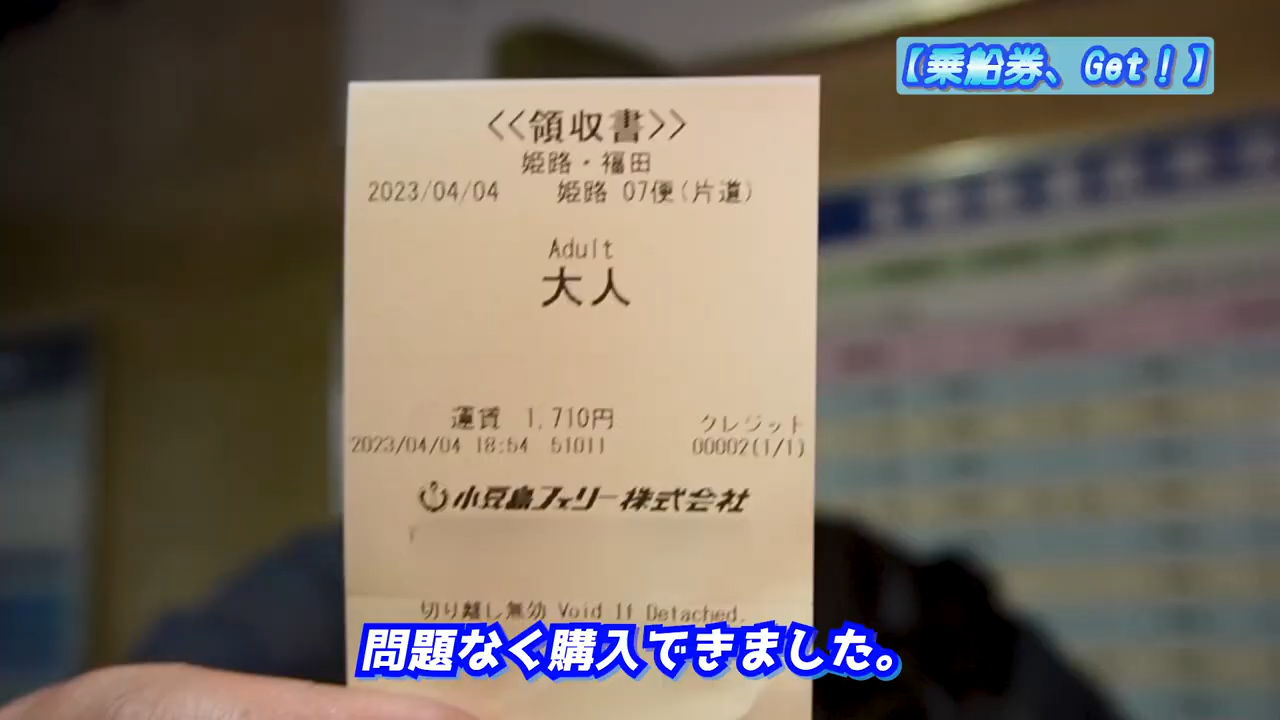 【乗船券、Get!】
<<領収書>>
姫路・福田
2023/04/04 姫路 07便(片道)
Adult
大人
運賃 1,710円 クレジット
2023/04/04 18:54 51011 00002(1/1)
小豆島フェリー株式会社
切り離し無効 Void If Detached.
問題なく購入できました。